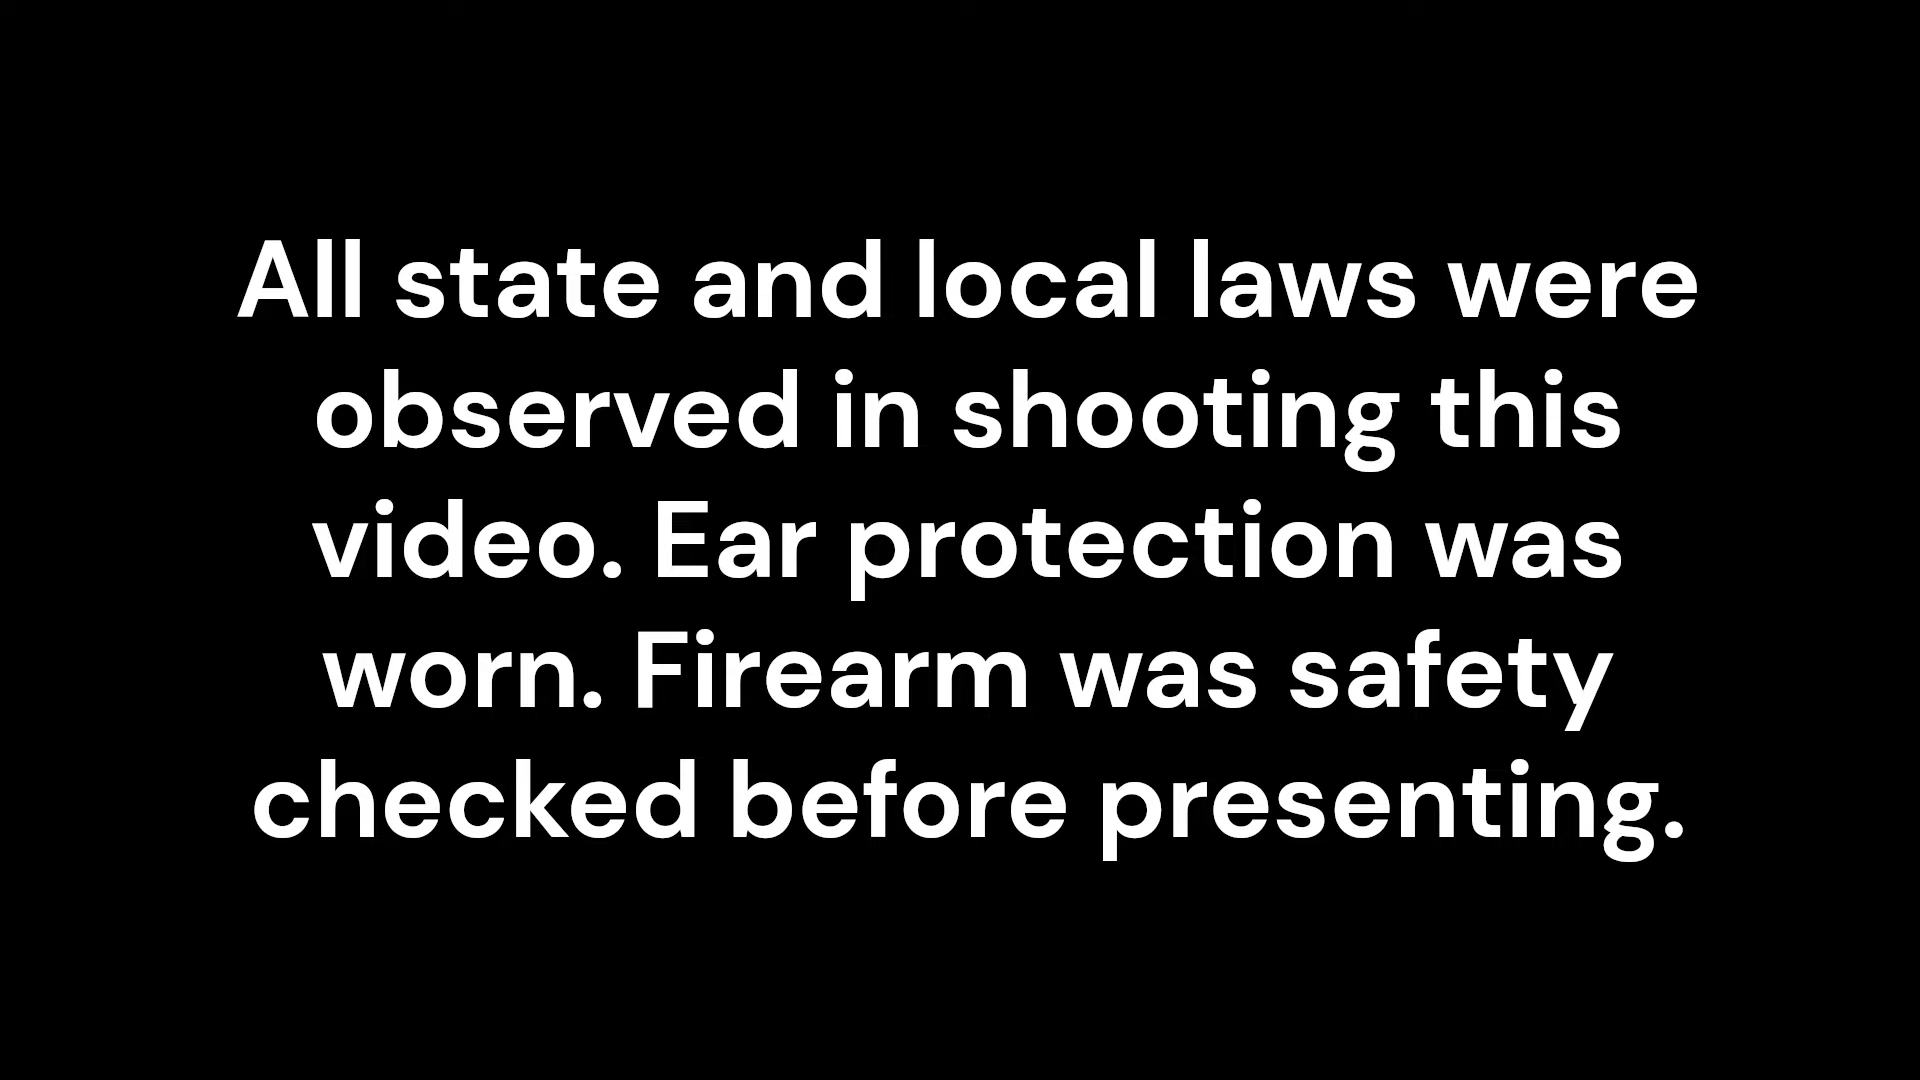 All state and local laws were
observed in shooting this
video. Ear protection was
worn. Firearm was safety
checked before presenting.